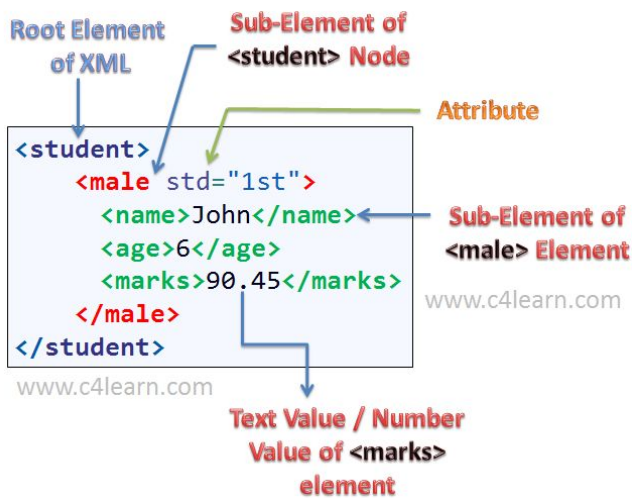 Root Element
of XML
Sub-Element of
<student> Node
Attribute
<student>
<male std="1st">
<name>John</name>
<age>6</age>
<marks>90.45</marks>
</male>
</student>
Sub-Element of
<male> Element
www.c4learn.com
www.c4learn.com
Text Value / Number
Value of <marks>
element